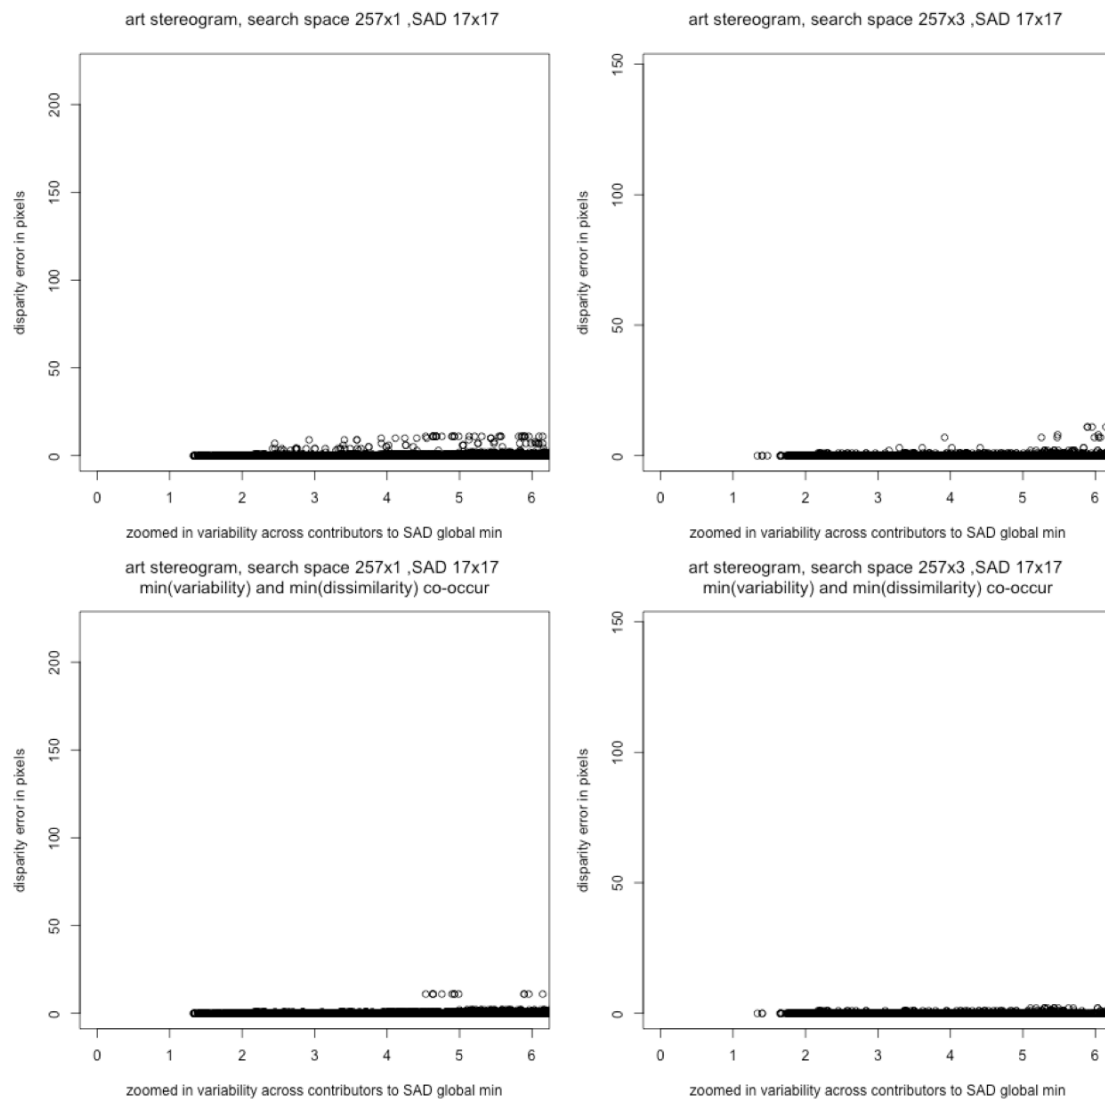 art stereogram, search space 257x1 ,SAD 17x17
200
150
100
50
0
disparity error in pixels
0 1 2 3 4 5 6
zoomed in variability across contributors to SAD global min
art stereogram, search space 257x3 ,SAD 17x17
150
100
50
0
disparity error in pixels
0 1 2 3 4 5 6
zoomed in variability across contributors to SAD global min
art stereogram, search space 257x1 ,SAD 17x17
min(variability) and min(dissimilarity) co-occur
200
150
100
50
0
disparity error in pixels
0 1 2 3 4 5 6
zoomed in variability across contributors to SAD global min
art stereogram, search space 257x3 ,SAD 17x17
min(variability) and min(dissimilarity) co-occur
150
100
50
0
disparity error in pixels
0 1 2 3 4 5 6
zoomed in variability across contributors to SAD global min